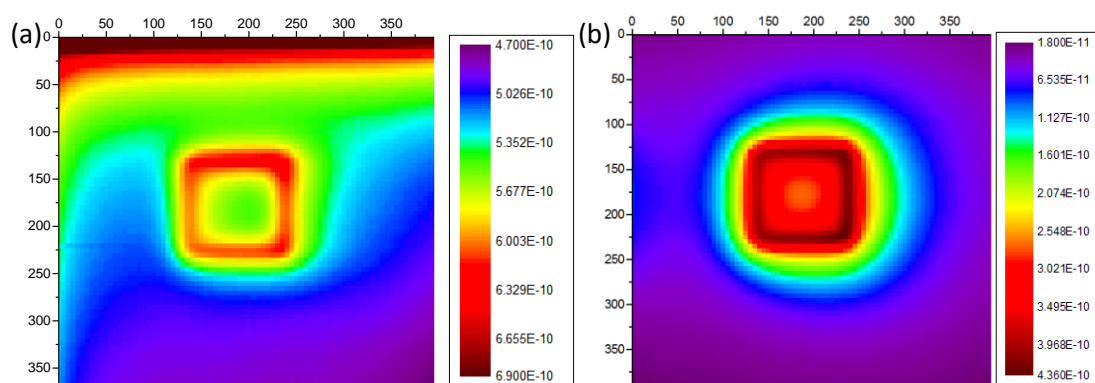 (a)
0 50 100 150 200 250 300 350
0
50
100
150
200
250
300
350
4.700E-10
5.026E-10
5.352E-10
5.677E-10
6.003E-10
6.329E-10
6.655E-10
6.900E-10
(b)
0 50 100 150 200 250 300 350
0
50
100
150
200
250
300
350
1.800E-11
6.535E-11
1.127E-10
1.601E-10
2.074E-10
2.548E-10
3.021E-10
3.495E-10
3.968E-10
4.360E-10